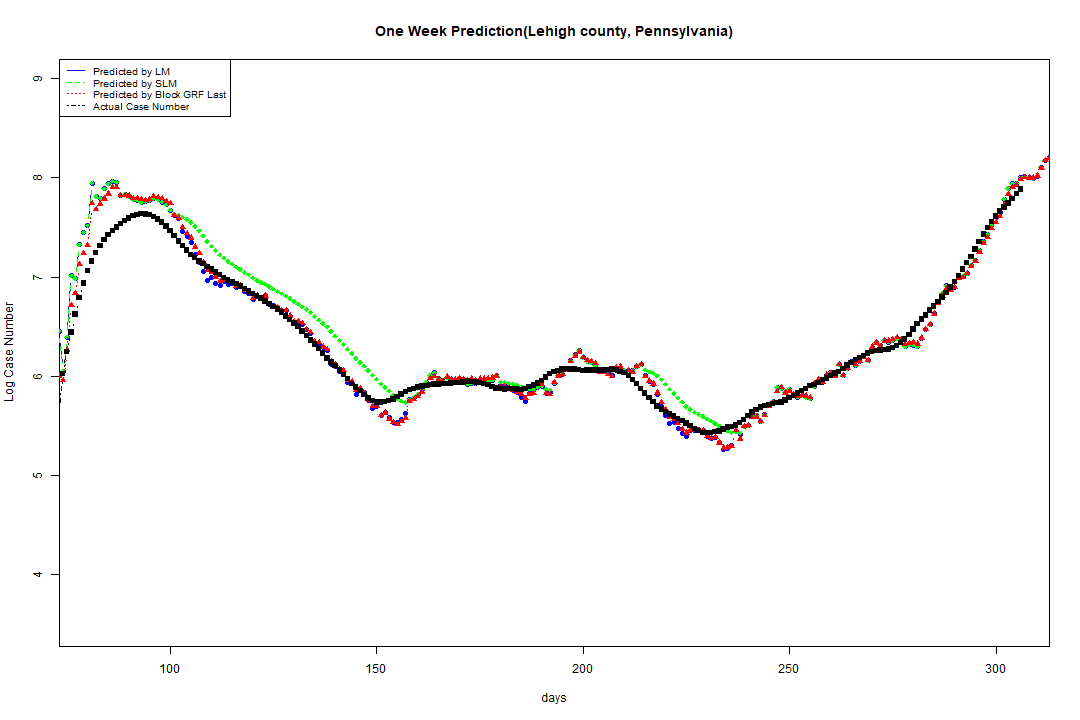 One Week Prediction(Lehigh county, Pennsylvania)
Predicted by LM
Predicted by SLM
Predicted by Block GRF Last
Actual Case Number
9
8
7
6
5
4
Log Case Number
100
150
200
250
300
days